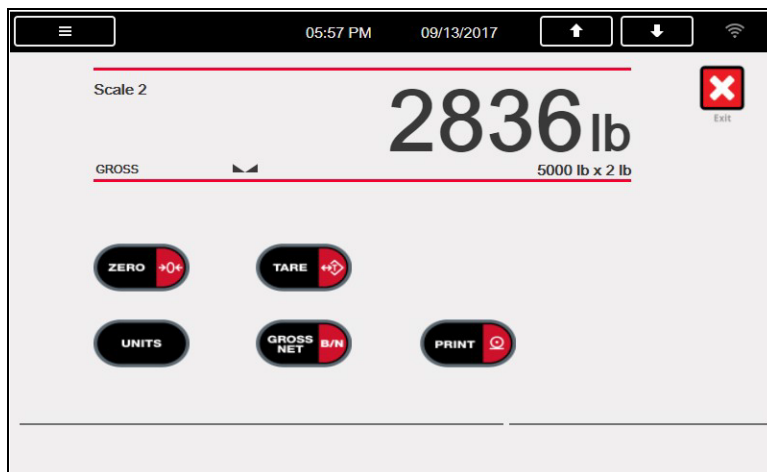 05:57 PM 09/13/2017
Scale 2
2836 lb
Exit
GROSS
5000 lb x 2 lb
ZERO →0← TARE ↔T
UNITS GROSS NET B/N PRINT